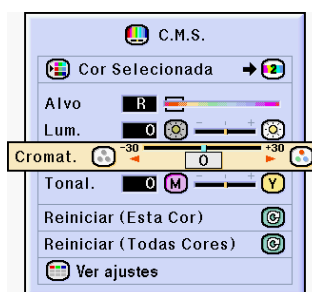 C.M.S.
Cor Selecionada 2
Alvo R
Lum. 0 - +
Cromat. -30 0 +30
Tonal. 0 M - + Y
Reiniciar (Esta Cor)
Reiniciar (Todas Cores)
Ver ajustes